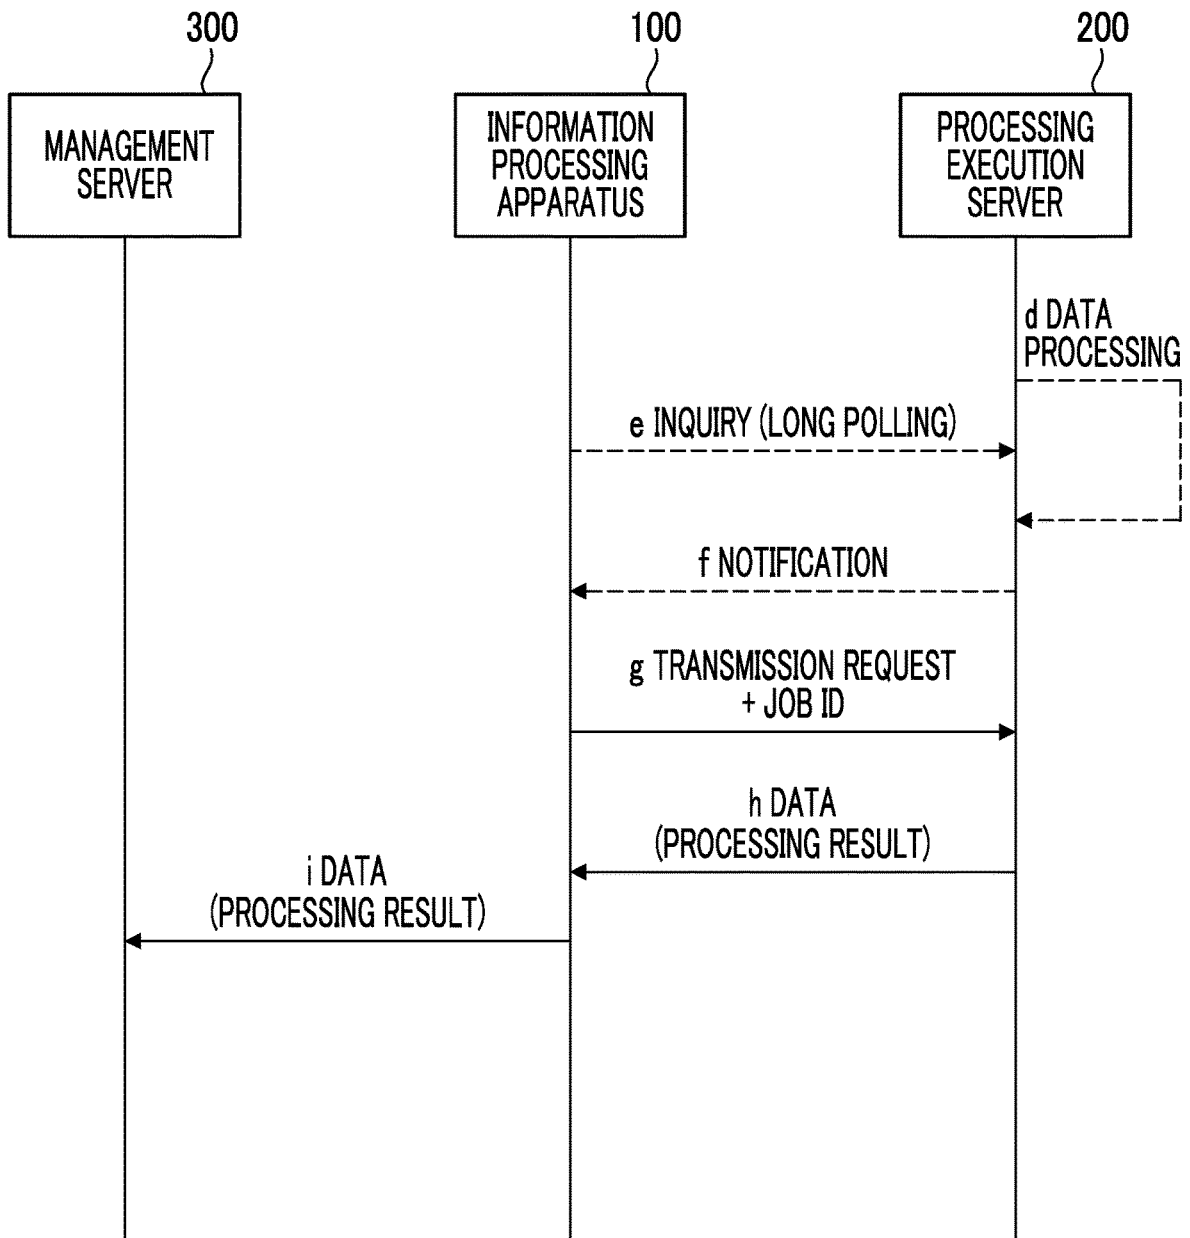 300
100
200
MANAGEMENT
SERVER
INFORMATION
PROCESSING
APPARATUS
PROCESSING
EXECUTION
SERVER
d DATA
PROCESSING
e INQUIRY (LONG POLLING)
f NOTIFICATION
g TRANSMISSION REQUEST
+ JOB ID
h DATA
(PROCESSING RESULT)
i DATA
(PROCESSING RESULT)